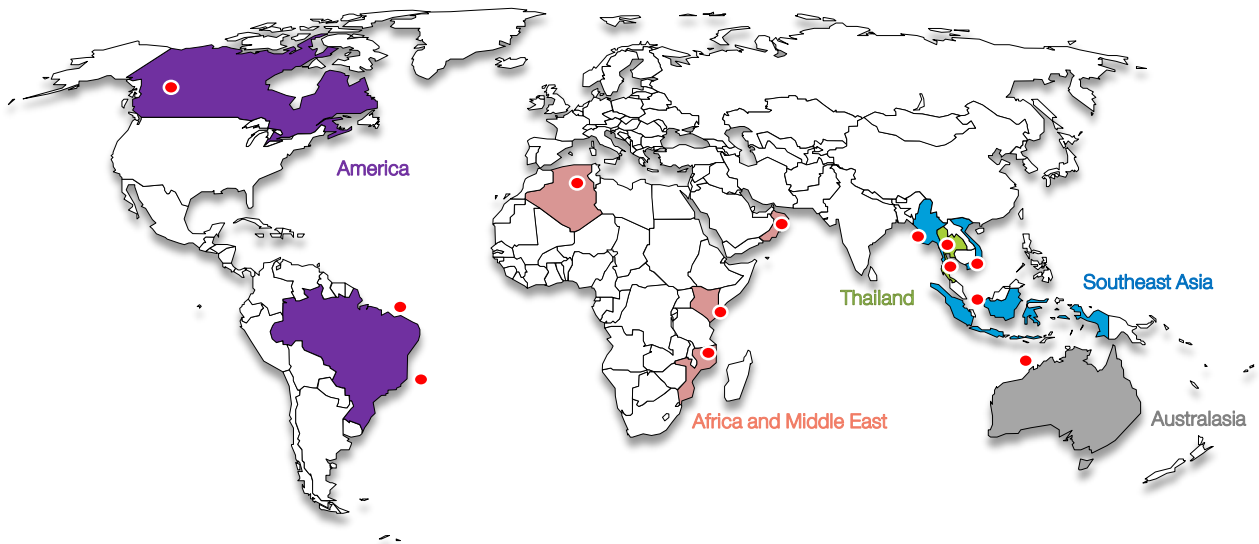 America
Southeast Asia
Thailand
Africa and Middle East
Australasia